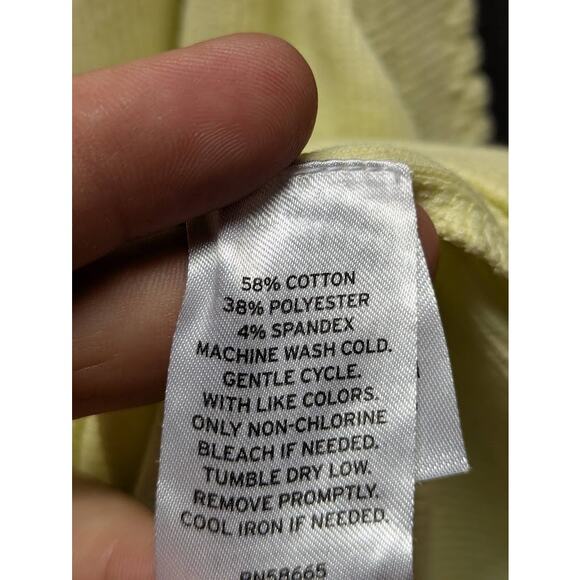 58% COTTON
38% POLYESTER
4% SPANDEX
MACHINE WASH COLD.
GENTLE CYCLE.
WITH LIKE COLORS.
ONLY NON-CHLORINE
BLEACH IF NEEDED.
TUMBLE DRY LOW.
REMOVE PROMPTLY.
COOL IRON IF NEEDED.
RN58665